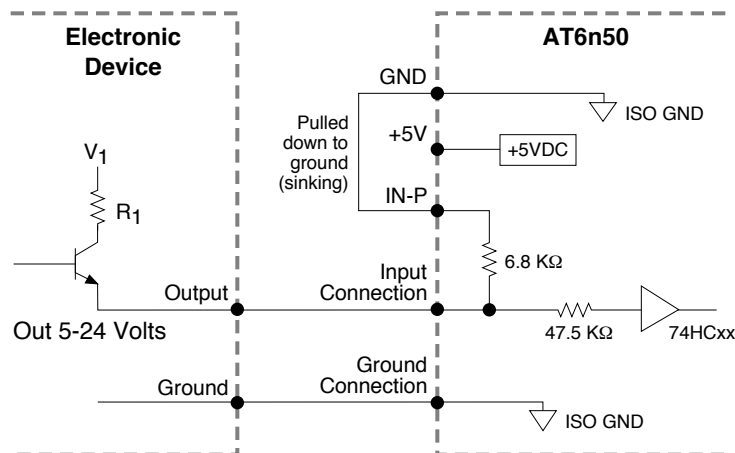 Electronic
Device
AT6n50
GND
ISO GND
Pulled
down to
ground
(sinking)
+5V
+5VDC
V1
R1
IN-P
6.8 KΩ
Input
Connection
Output
Out 5-24 Volts
47.5 KΩ
74HCxx
Ground
Connection
Ground
ISO GND